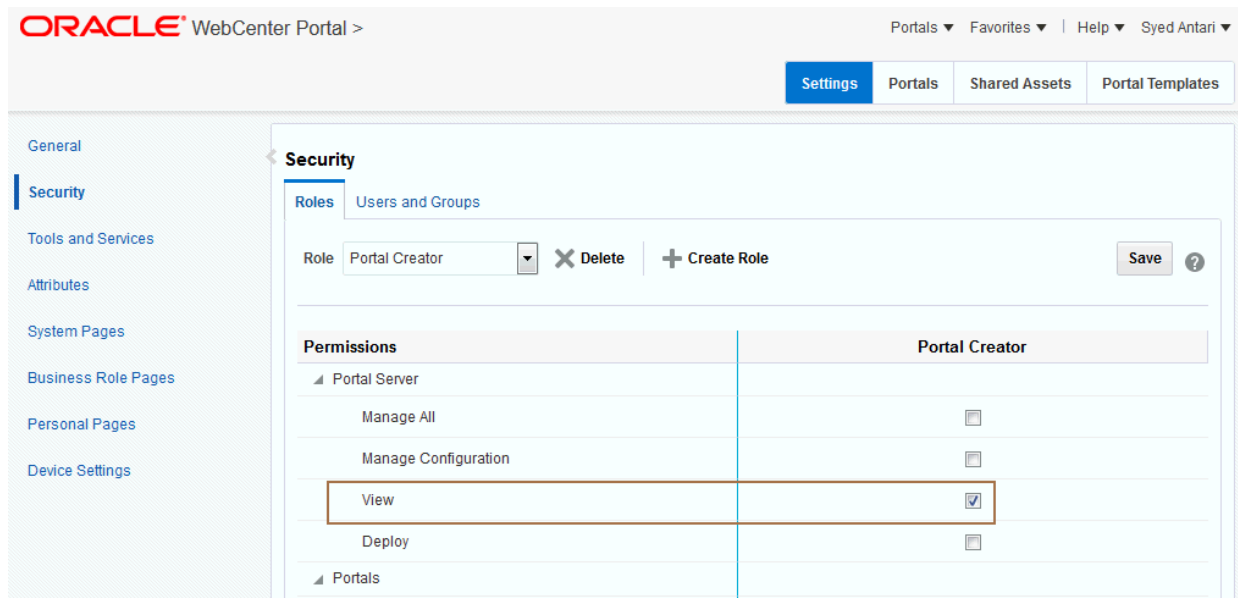 ORACLE® WebCenter Portal > Portals Favorites Help Syed Antari
Settings Portals Shared Assets Portal Templates
General
Security
Tools and Services
Attributes
System Pages
Business Role Pages
Personal Pages
Device Settings
Security
Roles Users and Groups
Role Portal Creator Delete Create Role Save ?
Permissions Portal Creator
Portal Server
Manage All
Manage Configuration
View
Deploy
Portals